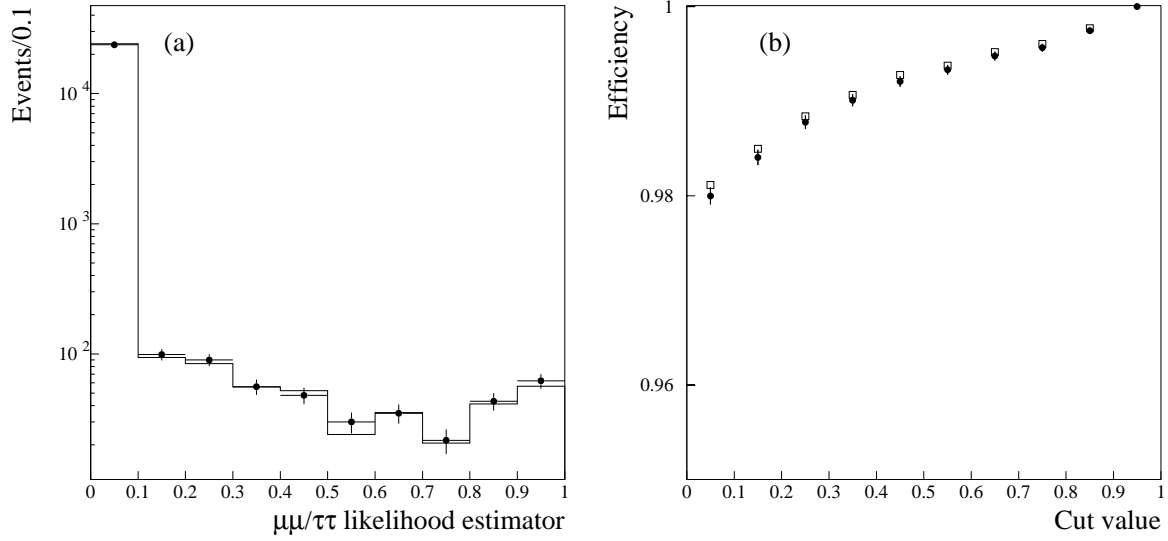 Events/0.1
(a)
10 4
10 3
10 2
0 0.1 0.2 0.3 0.4 0.5 0.6 0.7 0.8 0.9 1
μμ/ττ likelihood estimator
Efficiency
(b)
1
0.98
0.96
0 0.1 0.2 0.3 0.4 0.5 0.6 0.7 0.8 0.9 1
Cut value